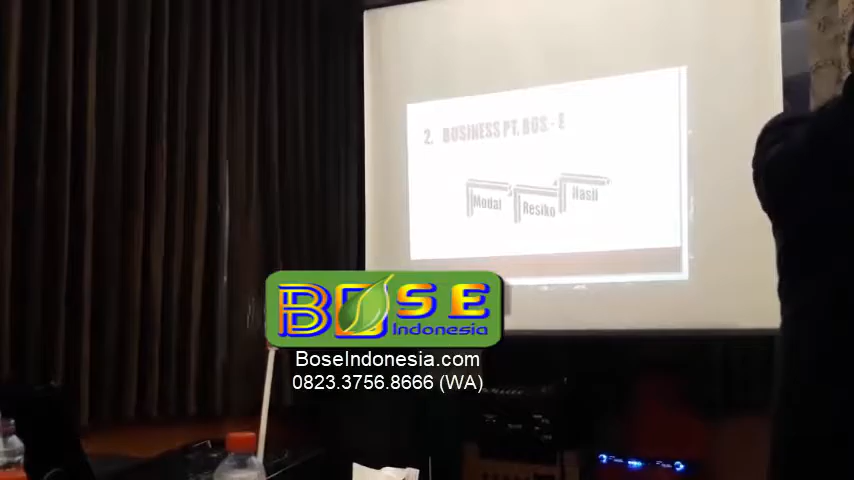 2. BUSINESS PT. BOS - E
Modal
Resiko
Hasil
BOSE
Indonesia
BoseIndonesia.com
0823.3756.8666 (WA)